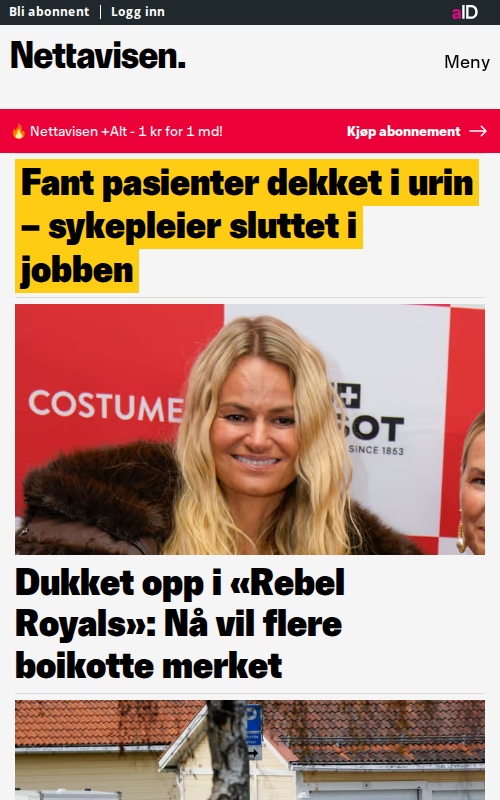 Bli abonnent
Logg inn
aID
Nettavisen.
Meny
🔥 Nettavisen +Alt - 1 kr for 1 md!
Kjøp abonnement →
Fant pasienter dekket i urin
– sykepleier sluttet i
jobben
COSTUME
SOT
SINCE 1853
Dukket opp i «Rebel
Royals»: Nå vil flere
boikotte merket